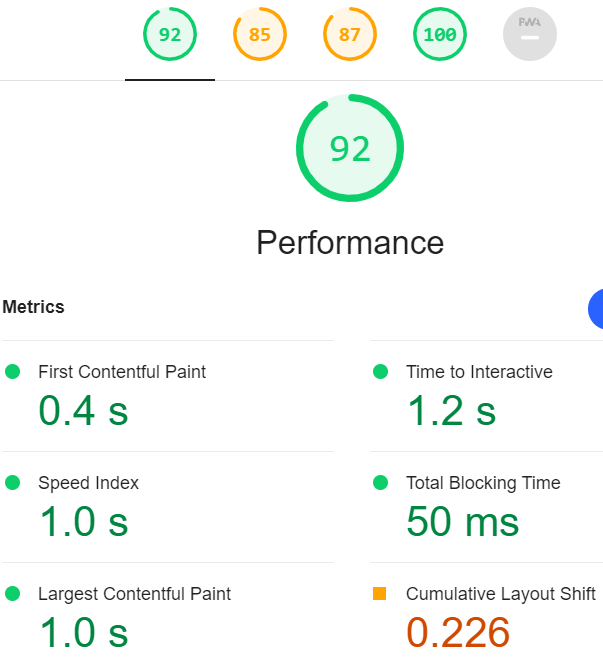 92 85 87 100 PWA
92
Performance
Metrics
First Contentful Paint
0.4 s
Time to Interactive
1.2 s
Speed Index
1.0 s
Total Blocking Time
50 ms
Largest Contentful Paint
1.0 s
Cumulative Layout Shift
0.226